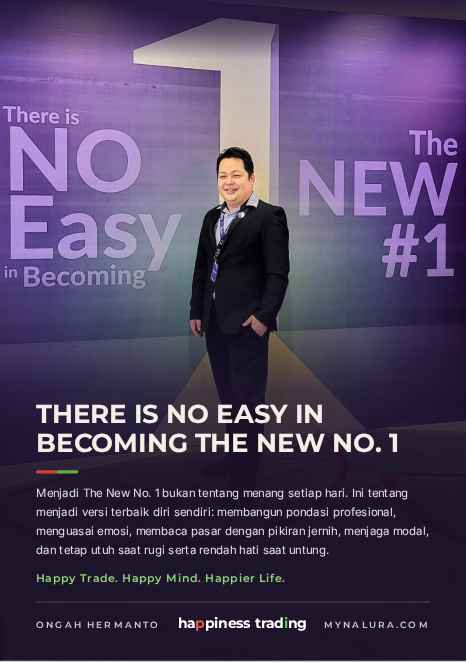 There is
NO
Easy
in Becoming
The
NEW
#1
THERE IS NO EASY IN
BECOMING THE NEW NO. 1
Menjadi The New No. 1 bukan tentang menang setiap hari. Ini tentang
menjadi versi terbaik diri sendiri: membangun pondasi profesional,
menguasai emosi, membaca pasar dengan pikiran jernih, menjaga modal,
dan tetap utuh saat rugi serta rendah hati saat untung.
Happy Trade. Happy Mind. Happier Life.
ONGAH HERMANTO
happiness trading
MYNALURA.COM